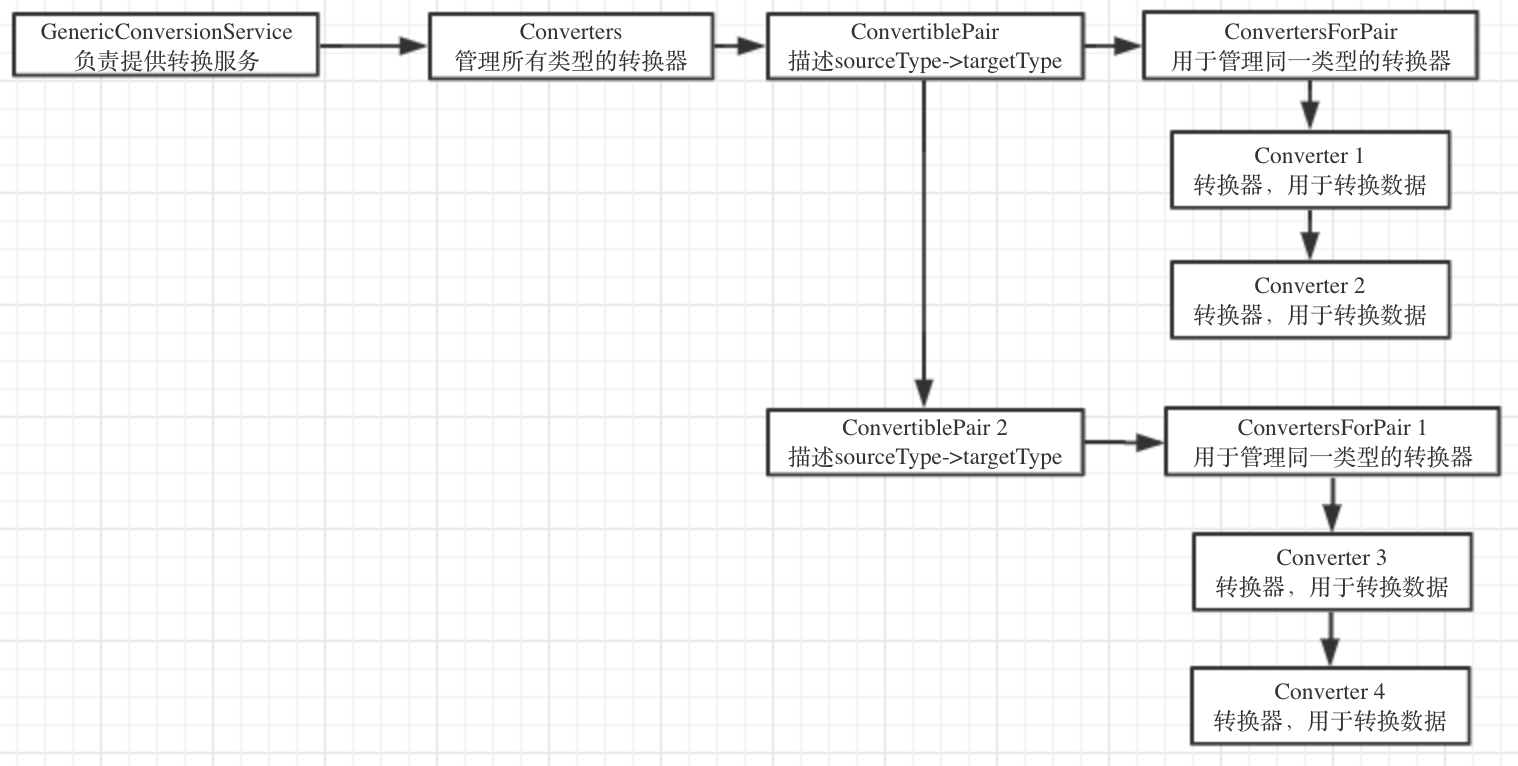 GenericConversionService
负责提供转换服务
Converters
管理所有类型的转换器
ConvertiblePair
描述sourceType->targetType
ConvertersForPair
用于管理同一类型的转换器
Converter 1
转换器，用于转换数据
Converter 2
转换器，用于转换数据
ConvertiblePair 2
描述sourceType->targetType
ConvertersForPair 1
用于管理同一类型的转换器
Converter 3
转换器，用于转换数据
Converter 4
转换器，用于转换数据